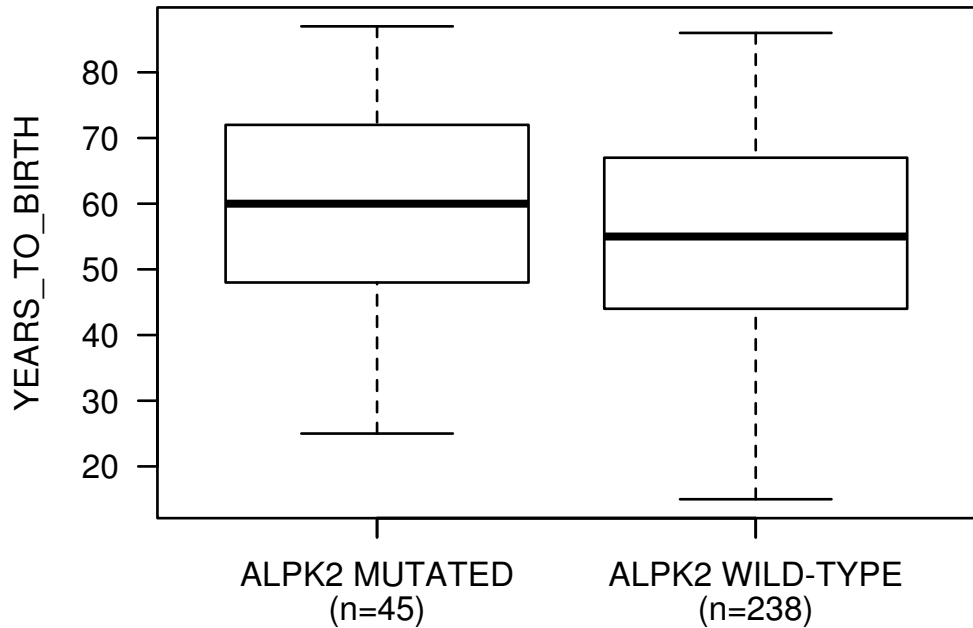 YEARS_TO_BIRTH
80
70
60
50
40
30
20
ALPK2 MUTATED
(n=45)
ALPK2 WILD-TYPE
(n=238)